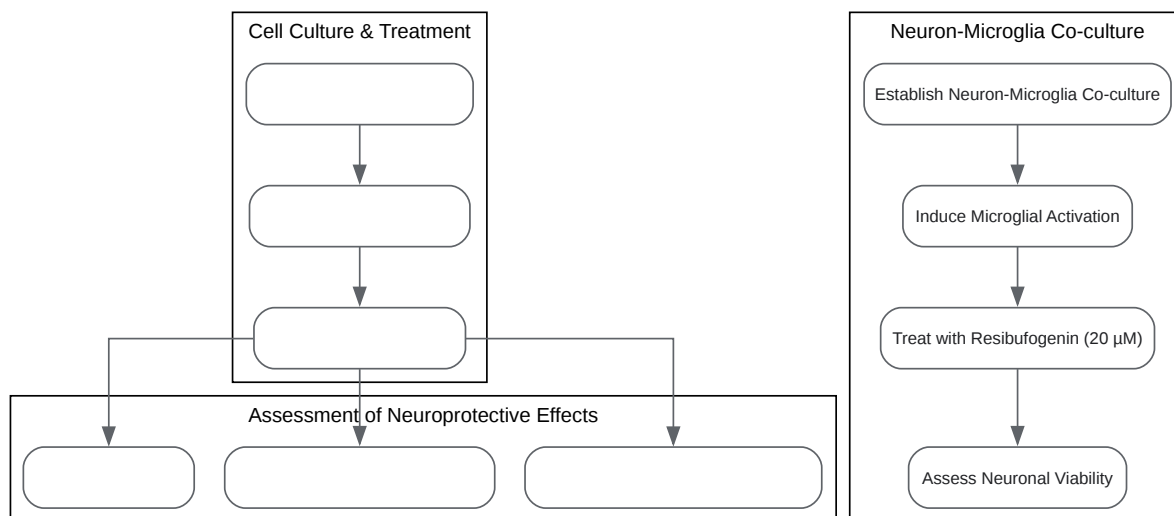 Cell Culture & Treatment
Assessment of Neuroprotective Effects
Neuron-Microglia Co-culture
Establish Neuron-Microglia Co-culture
Induce Microglial Activation
Treat with Resibufogenin (20 µM)
Assess Neuronal Viability